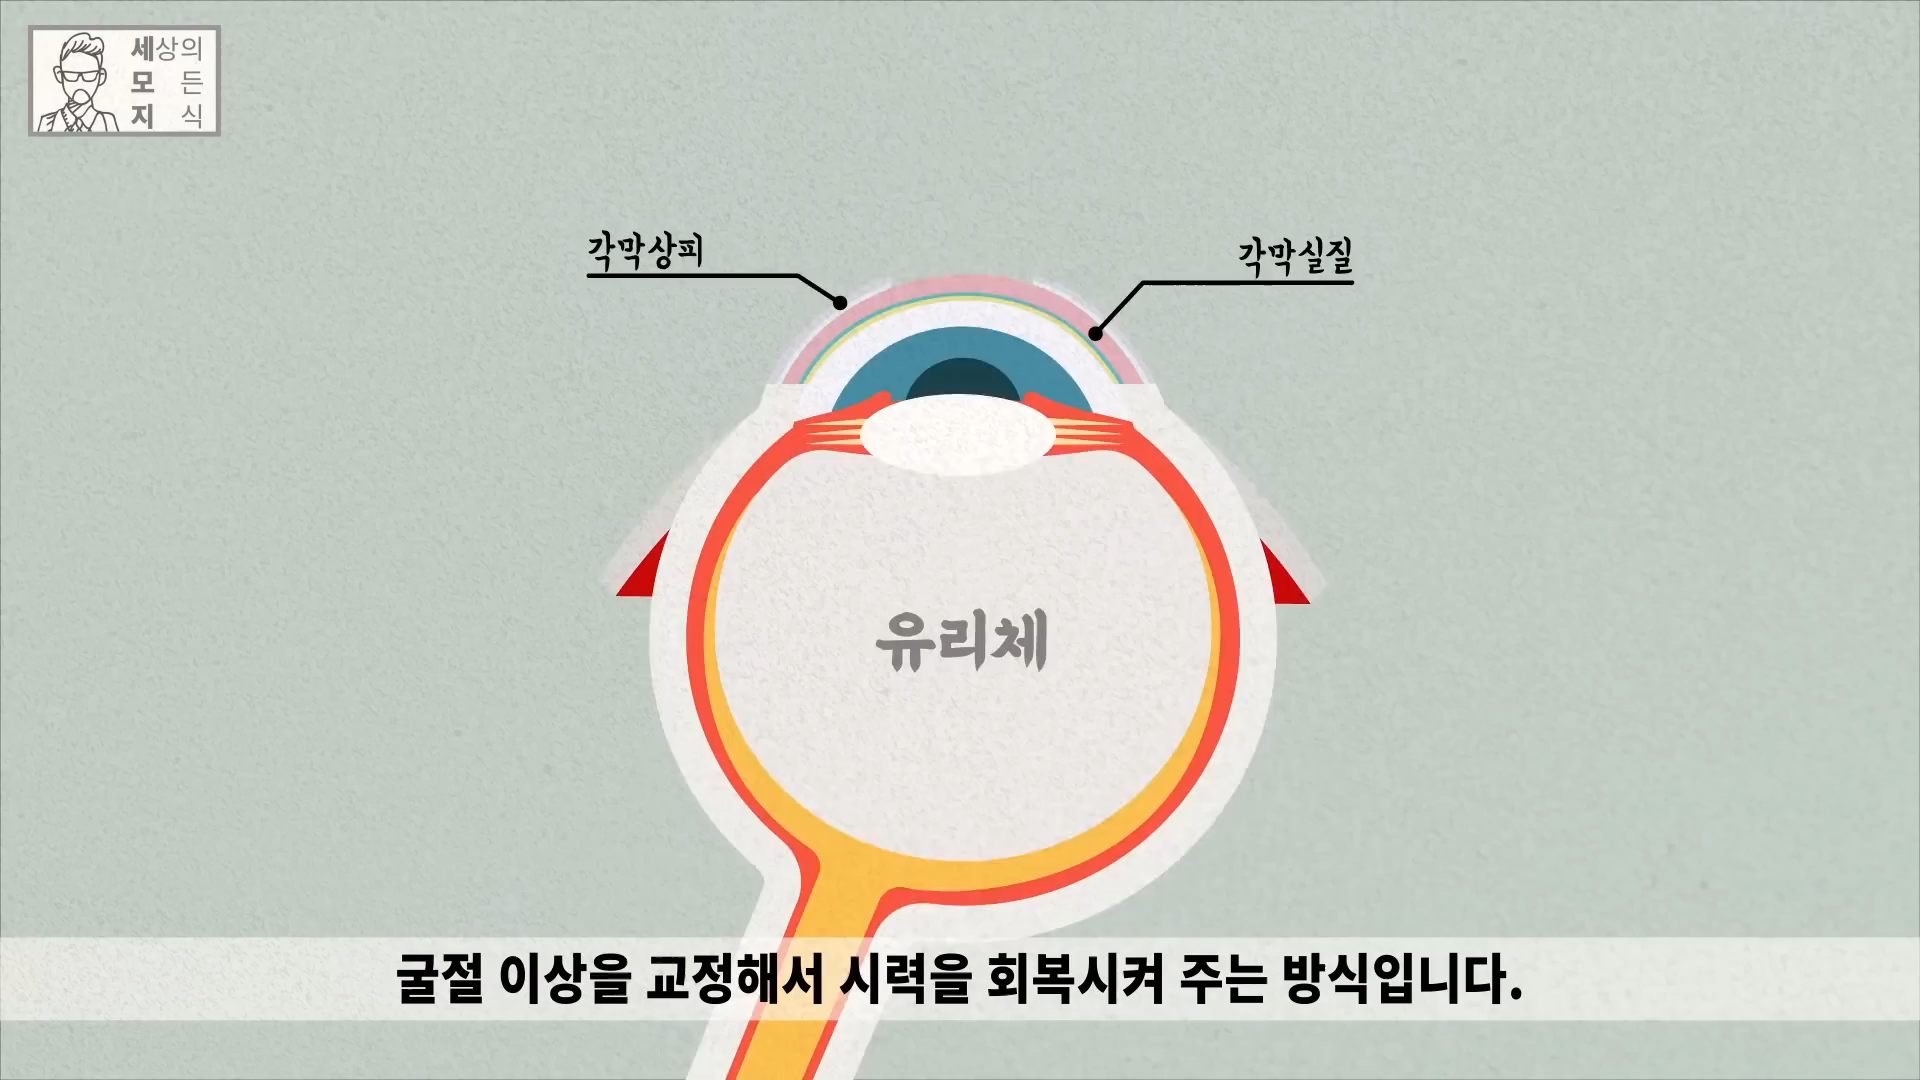 세상의
모든
지식
각막상피
각막실질
유리체
굴절 이상을 교정해서 시력을 회복시켜 주는 방식입니다.